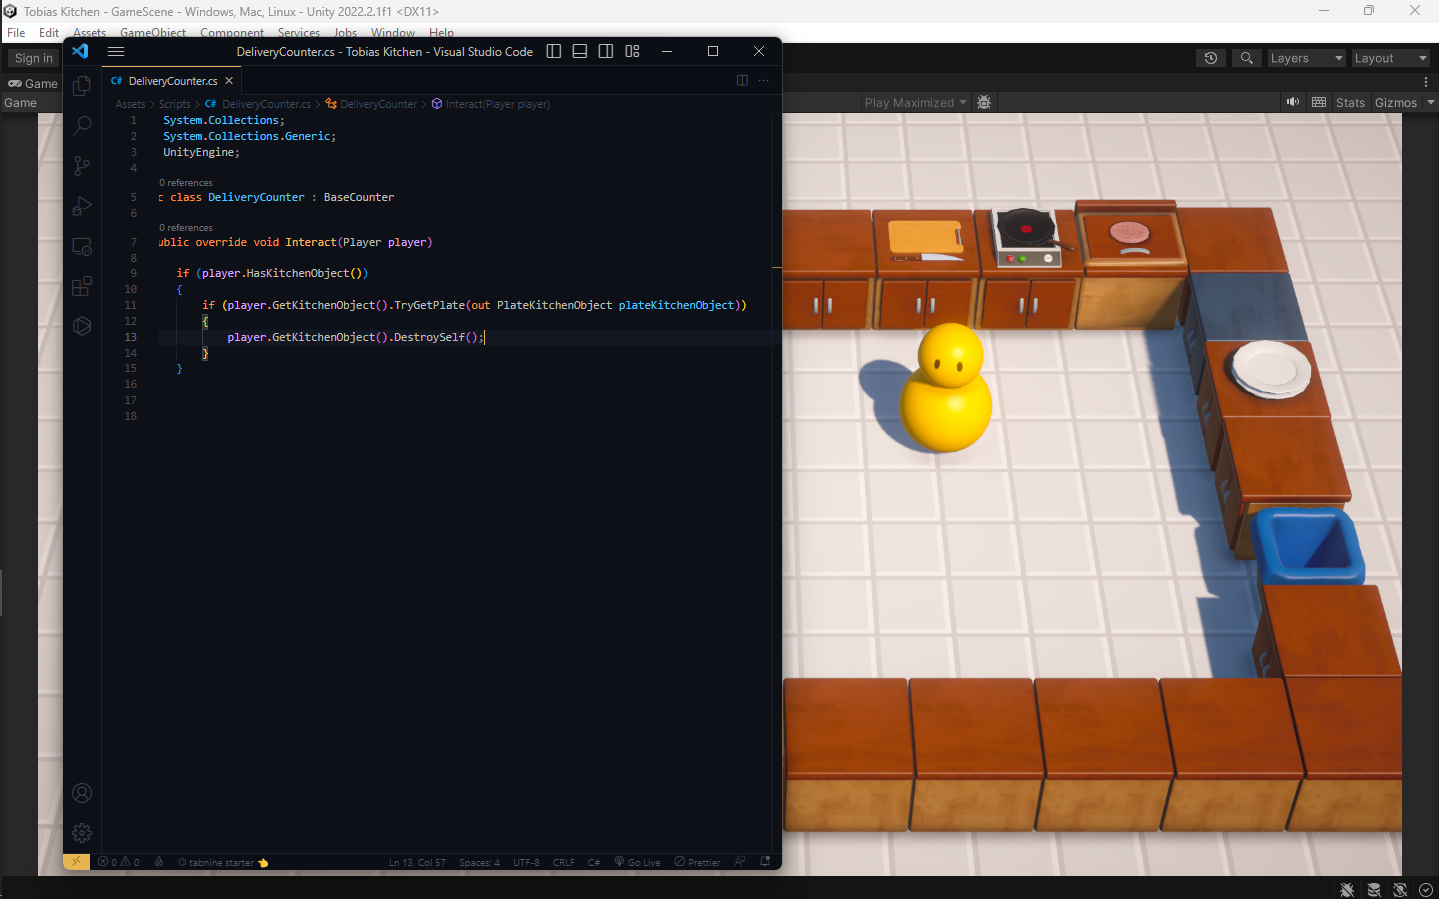 Tobias Kitchen - GameScene - Windows, Mac, Linux - Unity 2022.2.1f1 <DX11>
File Edit Assets GameObject Component Services Jobs Window Help
Sign in
Layers
Layout
Game
Game
Play Maximized
Stats
Gizmos
DeliveryCounter.cs - Tobias Kitchen - Visual Studio Code
C# DeliveryCounter.cs
Assets > Scripts > C# DeliveryCounter.cs > DeliveryCounter > Interact(Player player)
1 System.Collections;
2 System.Collections.Generic;
3 UnityEngine;
4
0 references
5 c class DeliveryCounter : BaseCounter
6
0 references
7 ublic override void Interact(Player player)
8
9 if (player.HasKitchenObject())
10 {
11 if (player.GetKitchenObject().TryGetPlate(out PlateKitchenObject plateKitchenObject))
12 {
13 player.GetKitchenObject().DestroySelf();
14 }
15 }
16
17
18
0 0 tabnine starter Ln 13, Col 57 Spaces: 4 UTF-8 CRLF C# Go Live Prettier